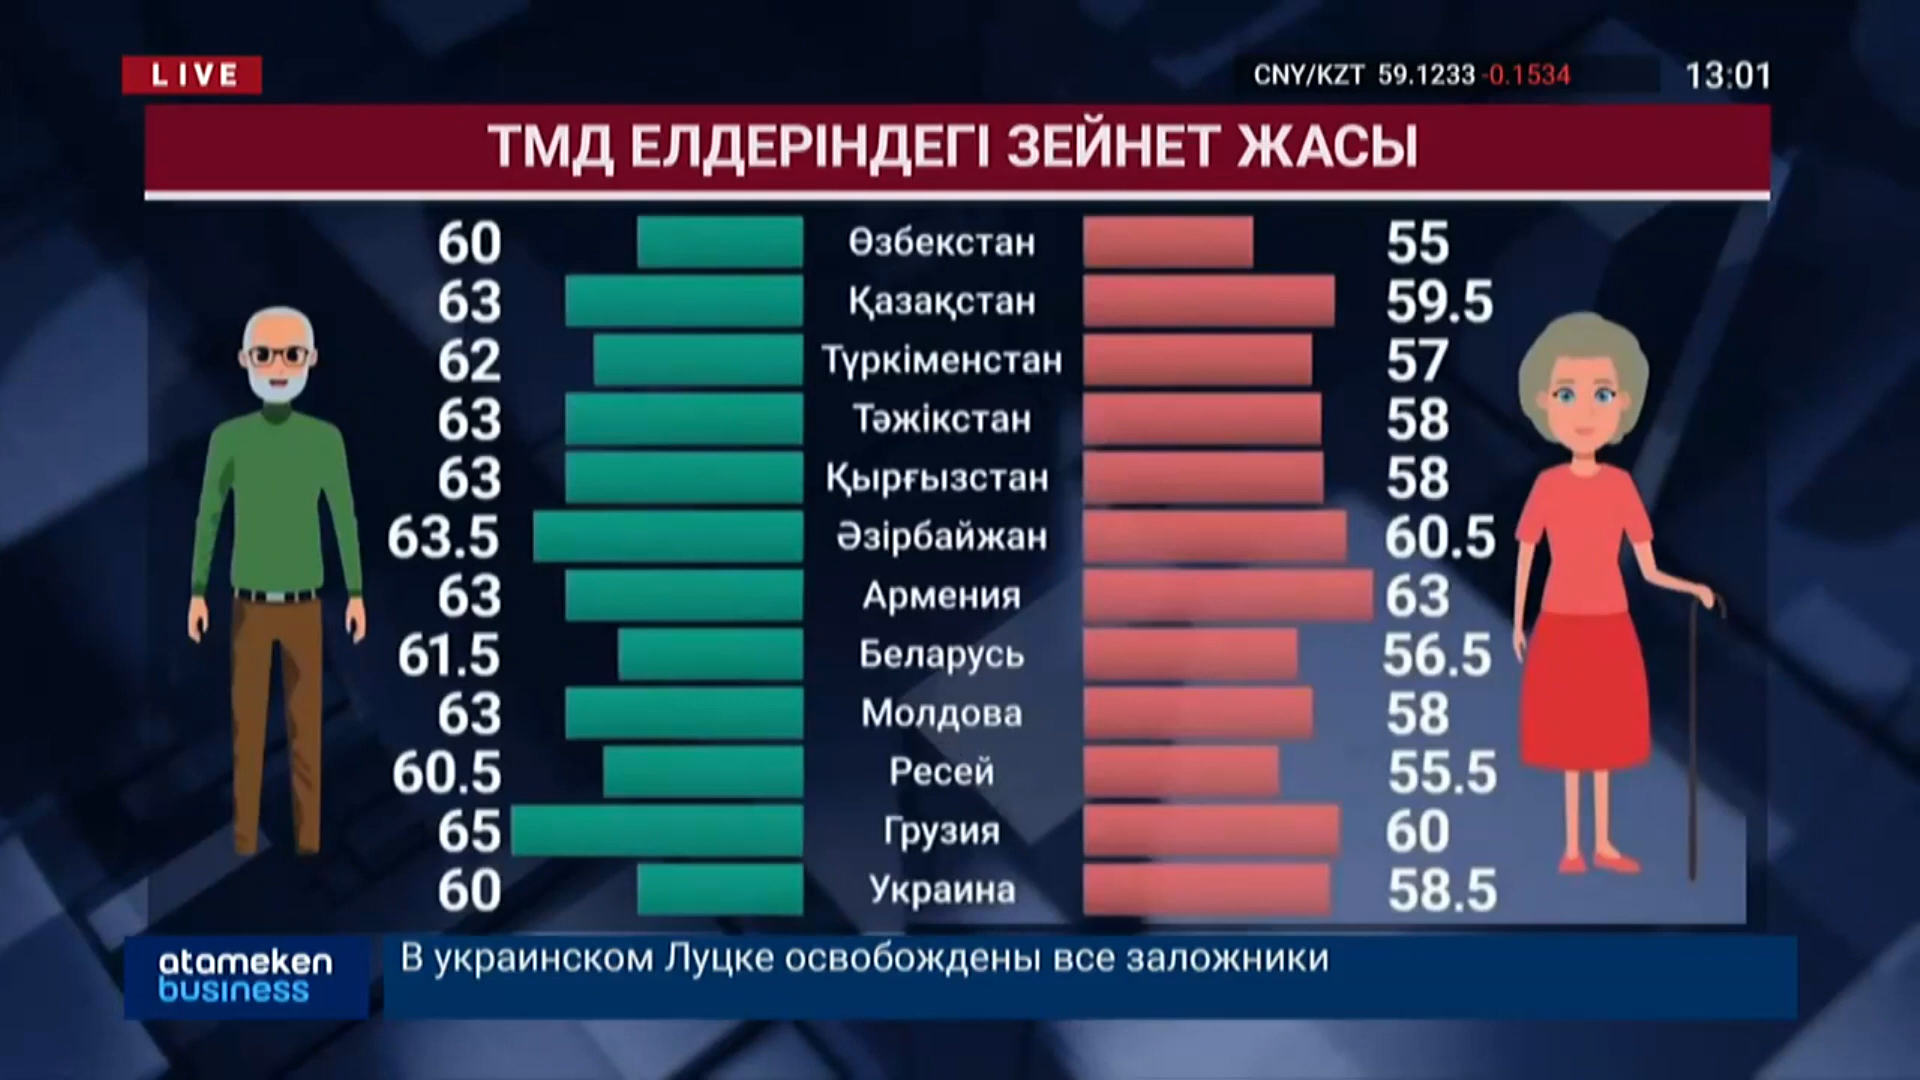 LIVE
CNY/KZT 59.1233 -0.1534
13:01
ТМД ЕЛДЕРІНДЕГІ ЗЕЙНЕТ ЖАСЫ
60 Өзбекстан 55
63 Қазақстан 59.5
62 Түркіменстан 57
63 Тәжікстан 58
63 Қырғызстан 58
63.5 Әзірбайжан 60.5
63 Армения 63
61.5 Беларусь 56.5
63 Молдова 58
60.5 Ресей 55.5
65 Грузия 60
60 Украина 58.5
atameken
business
В украинском Луцке освобождены все заложники